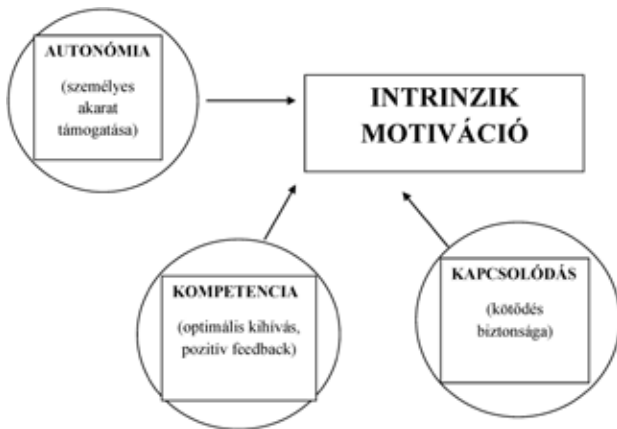 AUTONÓMIA
(személyes
akarat
támogatása)
INTRINZIK
MOTIVÁCIÓ
KOMPETENCIA
(optimális kihívás,
pozitív feedback)
KAPCSOLÓDÁS
(kötődés
biztonsága)